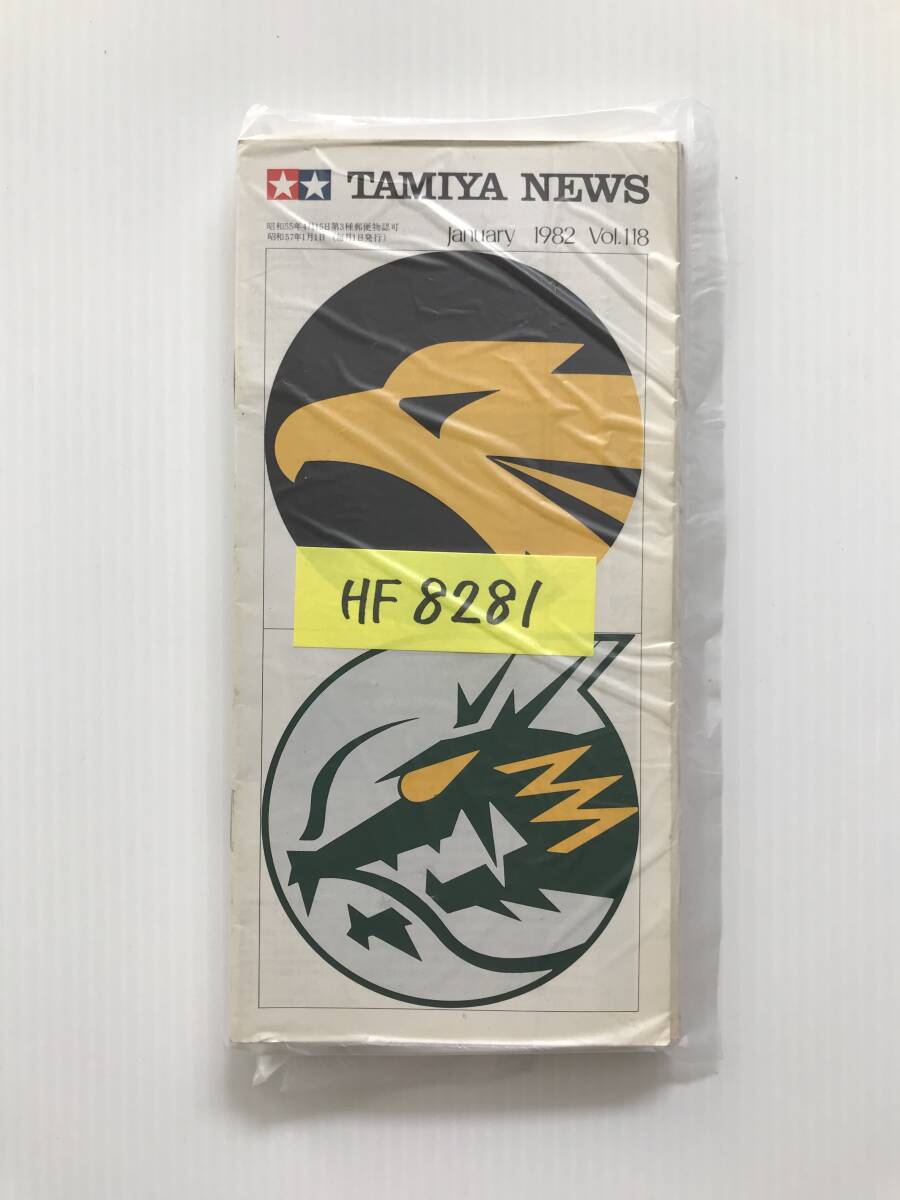 TAMIYA NEWS
昭和55年4月15日第3種郵便物認可
昭和57年1月1日(毎月1日発行)
January 1982 Vol.118
HF 8281